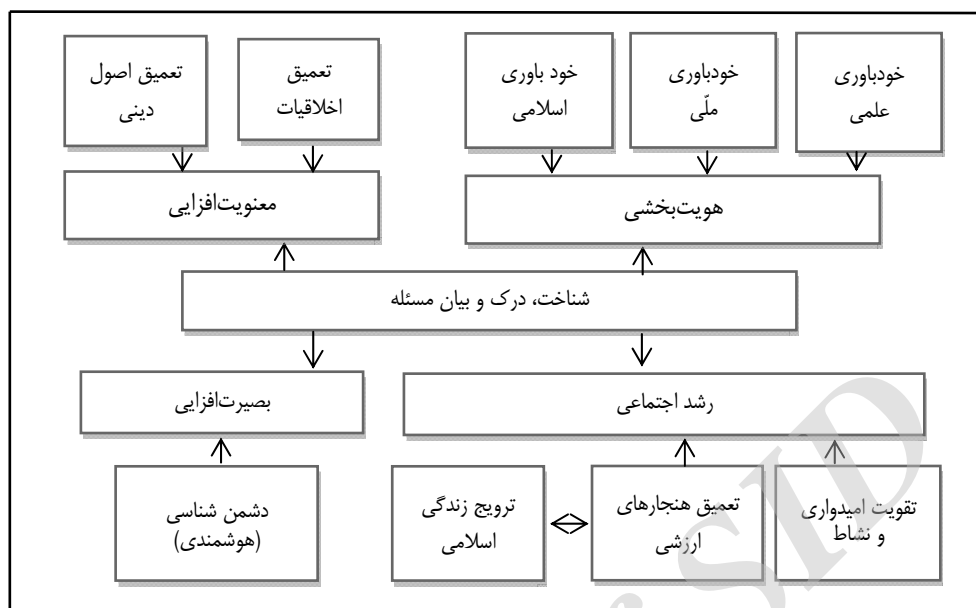 خودباوری
علمی
خودباوری
ملّی
خود باوری
اسلامی
تعمیق
اخلاقیات
تعمیق اصول
دینی
هویت‌بخشی
معنویت‌افزایی
شناخت، درک و بیان مسئله
رشد اجتماعی
بصیرت‌افزایی
تقویت امیدواری
و نشاط
تعمیق هنجارهای
ارزشی
ترویج زندگی
اسلامی
دشمن شناسی
(هوشمندی)
SID